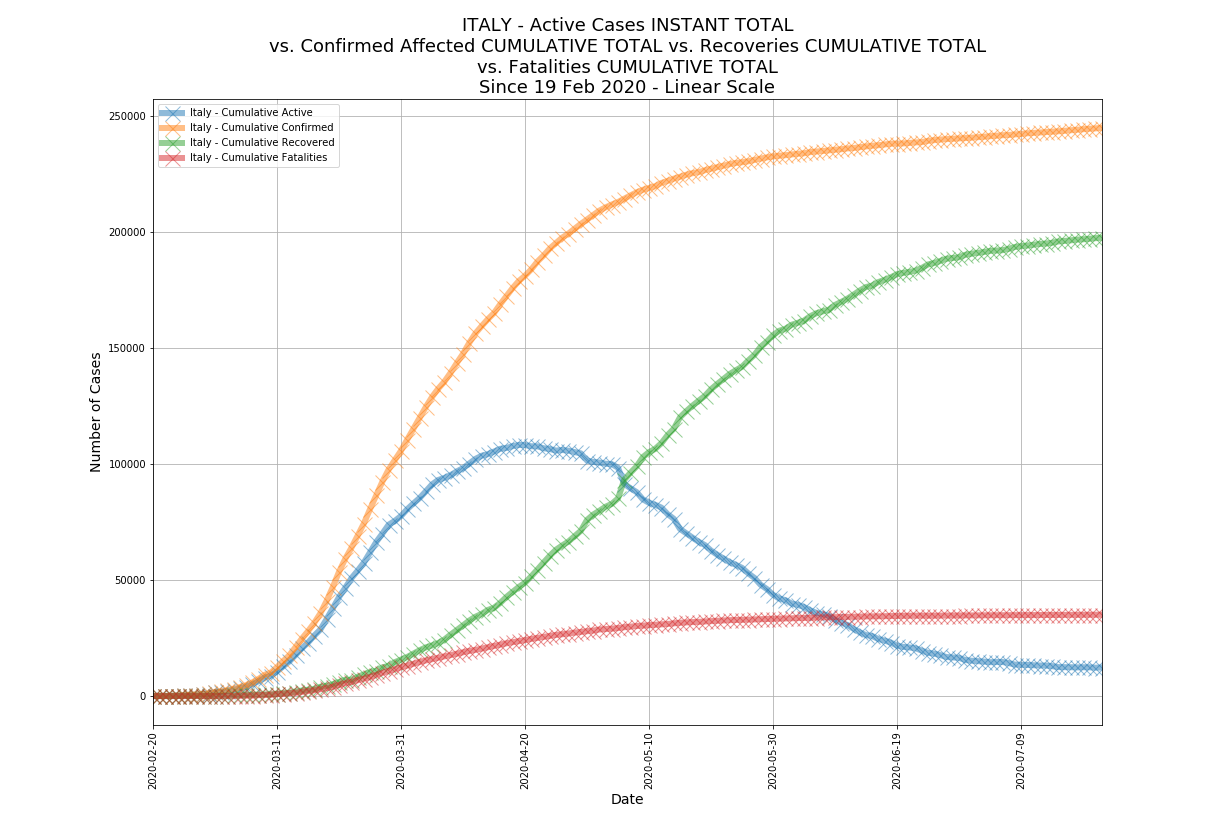 ITALY - Active Cases INSTANT TOTAL
vs. Confirmed Affected CUMULATIVE TOTAL vs. Recoveries CUMULATIVE TOTAL
vs. Fatalities CUMULATIVE TOTAL
Since 19 Feb 2020 - Linear Scale
Italy - Cumulative Active
Italy - Cumulative Confirmed
Italy - Cumulative Recovered
Italy - Cumulative Fatalities
Number of Cases
250000
200000
150000
100000
50000
0
2020-02-20
2020-03-11
2020-03-31
2020-04-20
2020-05-10
2020-05-30
2020-06-19
2020-07-09
Date